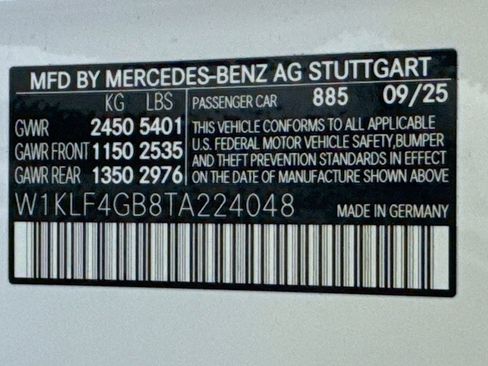 MFD BY MERCEDES-BENZ AG STUTTGART
KG LBS
GVWR 2450 5401
GAWR FRONT 1150 2535
GAWR REAR 1350 2976
PASSENGER CAR 885 09/25
THIS VEHICLE CONFORMS TO ALL APPLICABLE
U.S. FEDERAL MOTOR VEHICLE SAFETY, BUMPER
AND THEFT PREVENTION STANDARDS IN EFFECT
ON THE DATE OF MANUFACTURE SHOWN ABOVE
W1KLF4GB8TA224048
MADE IN GERMANY